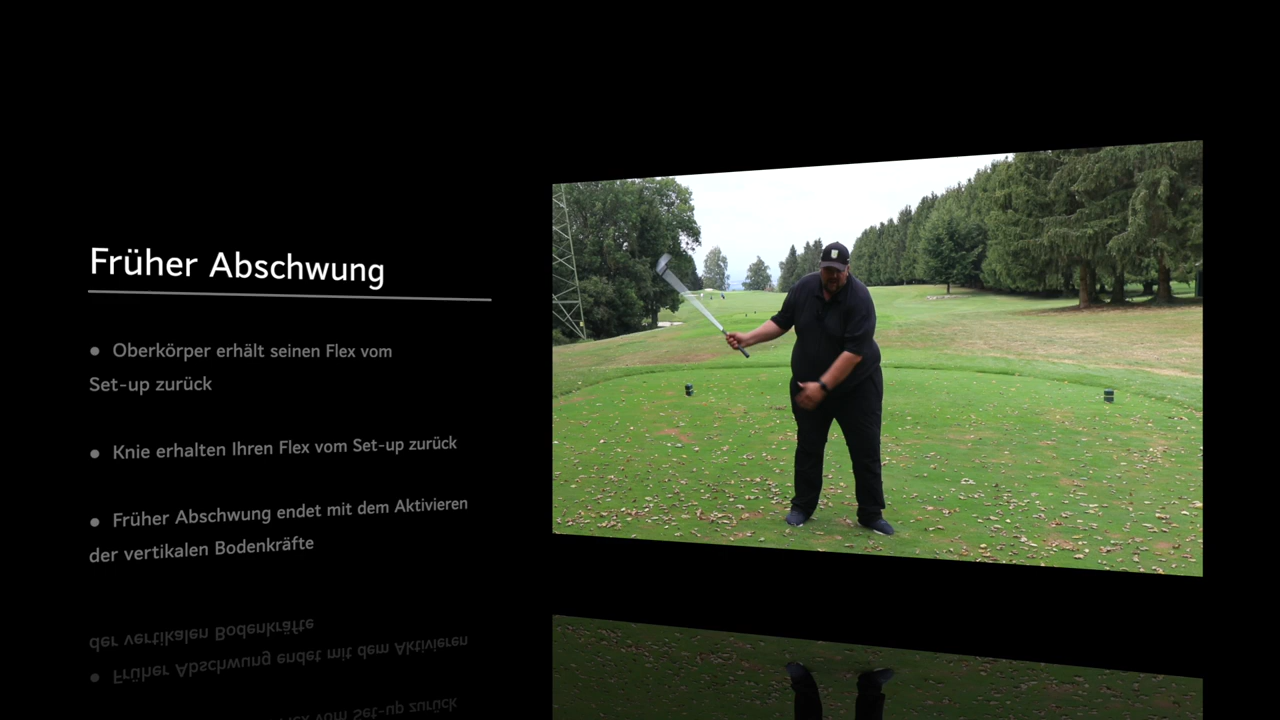 Früher Abschwung
● Oberkörper erhält seinen Flex vom
Set-up zurück
● Knie erhalten Ihren Flex vom Set-up zurück
● Früher Abschwung endet mit dem Aktivieren
der vertikalen Bodenkräfte